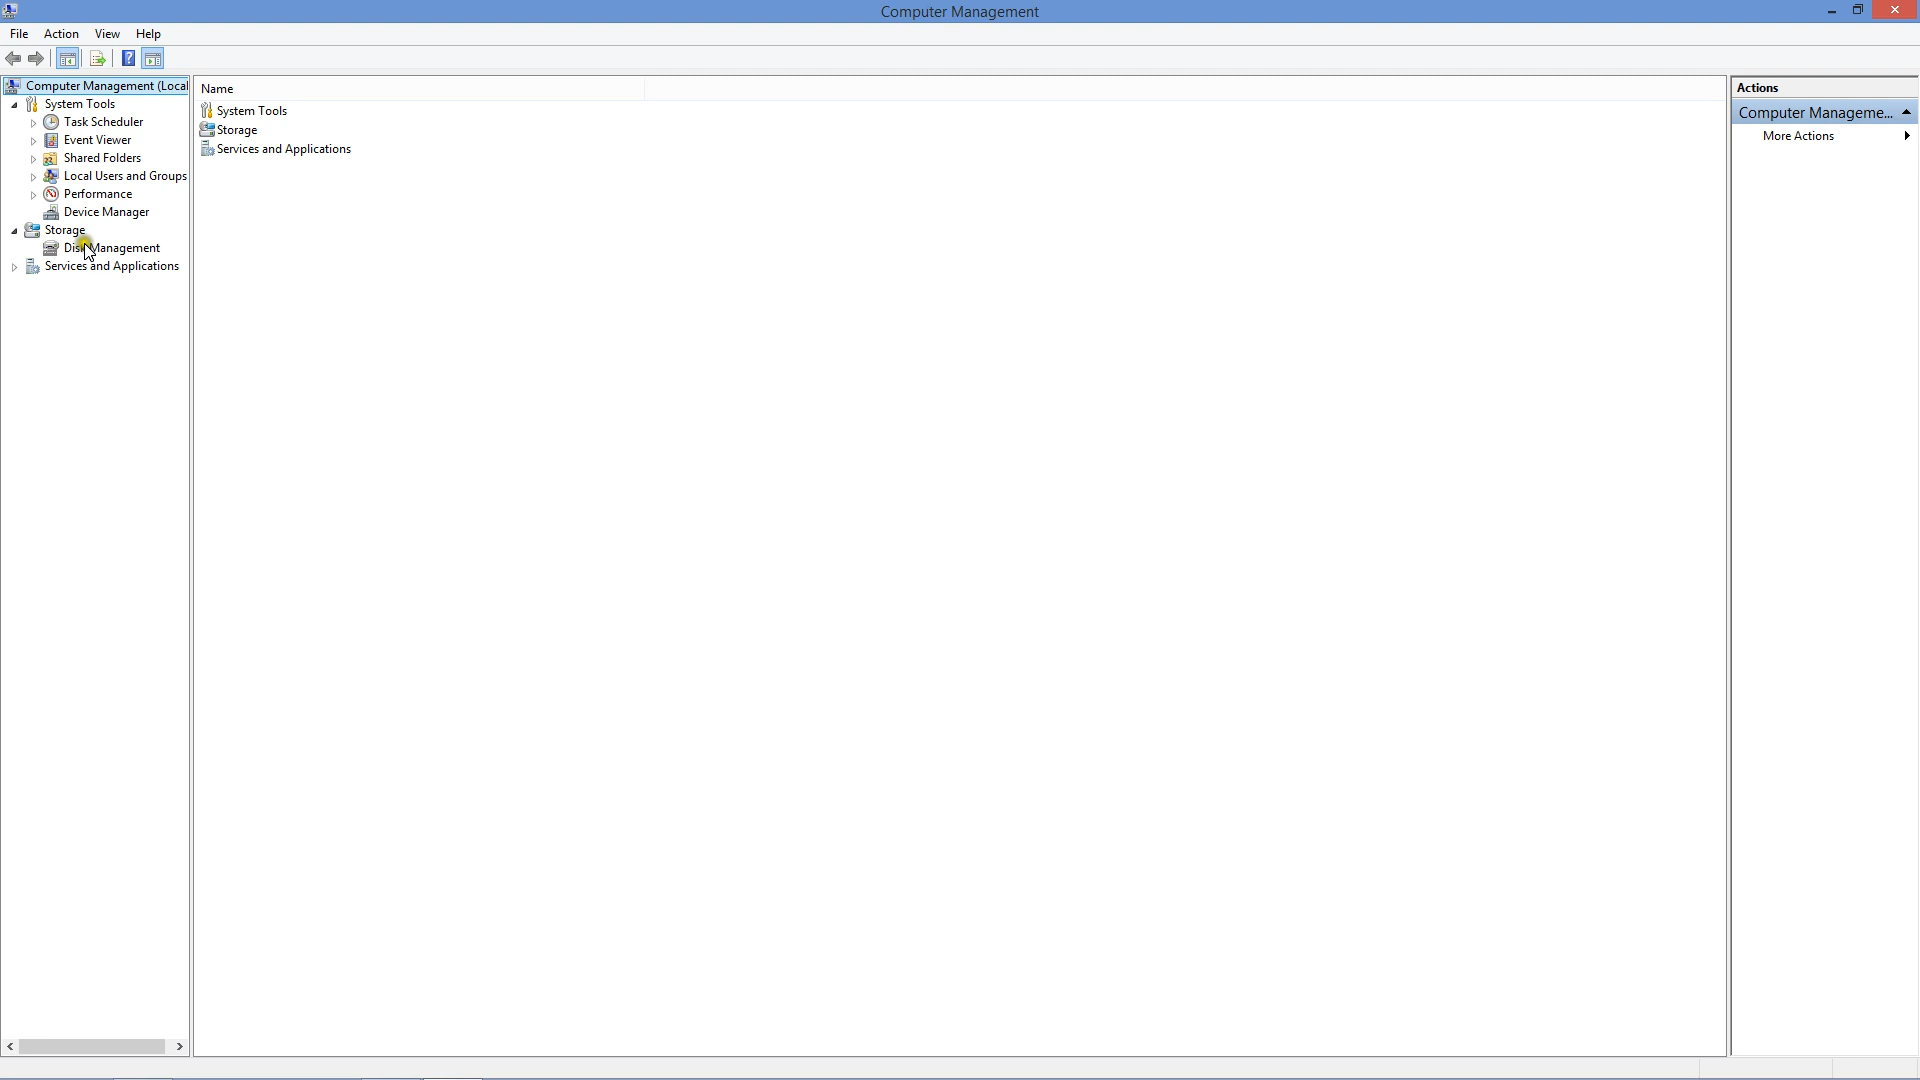 Computer Management
File Action View Help
Computer Management (Local
System Tools
Task Scheduler
Event Viewer
Shared Folders
Local Users and Groups
Performance
Device Manager
Storage
Disk Management
Services and Applications
Name
System Tools
Storage
Services and Applications
Actions
Computer Manageme...
More Actions